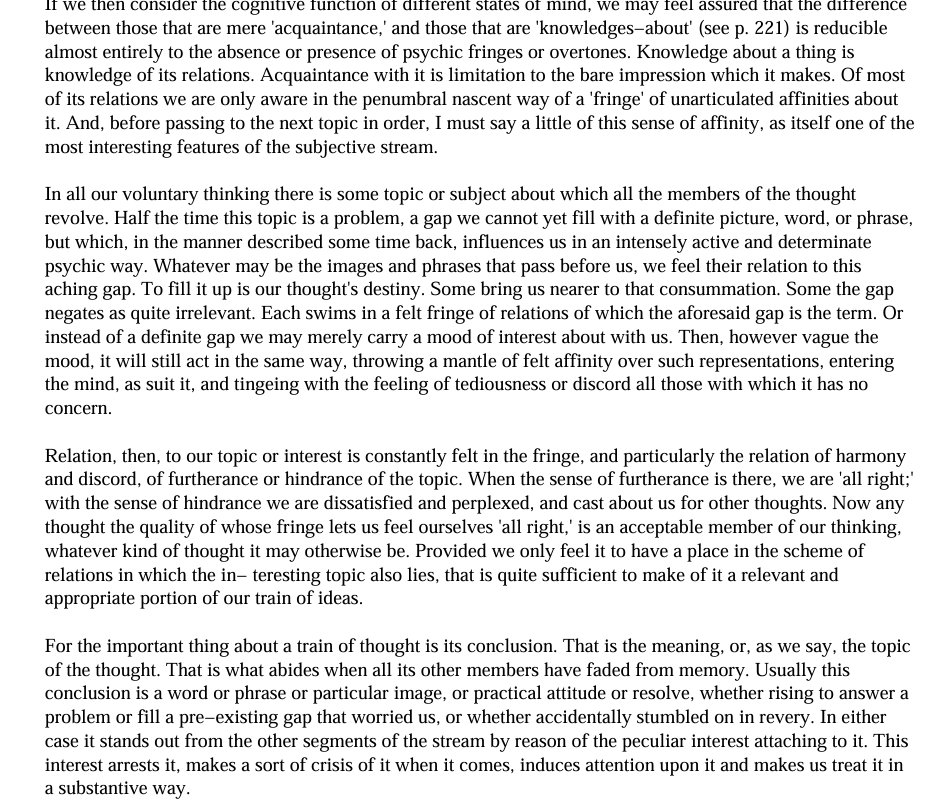 If we then consider the cognitive function of different states of mind, we may feel assured that the difference
between those that are mere 'acquaintance,' and those that are 'knowledges−about' (see p. 221) is reducible
almost entirely to the absence or presence of psychic fringes or overtones. Knowledge about a thing is
knowledge of its relations. Acquaintance with it is limitation to the bare impression which it makes. Of most
of its relations we are only aware in the penumbral nascent way of a 'fringe' of unarticulated affinities about
it. And, before passing to the next topic in order, I must say a little of this sense of affinity, as itself one of the
most interesting features of the subjective stream.

In all our voluntary thinking there is some topic or subject about which all the members of the thought
revolve. Half the time this topic is a problem, a gap we cannot yet fill with a definite picture, word, or phrase,
but which, in the manner described some time back, influences us in an intensely active and determinate
psychic way. Whatever may be the images and phrases that pass before us, we feel their relation to this
aching gap. To fill it up is our thought's destiny. Some bring us nearer to that consummation. Some the gap
negates as quite irrelevant. Each swims in a felt fringe of relations of which the aforesaid gap is the term. Or
instead of a definite gap we may merely carry a mood of interest about with us. Then, however vague the
mood, it will still act in the same way, throwing a mantle of felt affinity over such representations, entering
the mind, as suit it, and tingeing with the feeling of tediousness or discord all those with which it has no
concern.

Relation, then, to our topic or interest is constantly felt in the fringe, and particularly the relation of harmony
and discord, of furtherance or hindrance of the topic. When the sense of furtherance is there, we are 'all right;'
with the sense of hindrance we are dissatisfied and perplexed, and cast about us for other thoughts. Now any
thought the quality of whose fringe lets us feel ourselves 'all right,' is an acceptable member of our thinking,
whatever kind of thought it may otherwise be. Provided we only feel it to have a place in the scheme of
relations in which the in− teresting topic also lies, that is quite sufficient to make of it a relevant and
appropriate portion of our train of ideas.

For the important thing about a train of thought is its conclusion. That is the meaning, or, as we say, the topic
of the thought. That is what abides when all its other members have faded from memory. Usually this
conclusion is a word or phrase or particular image, or practical attitude or resolve, whether rising to answer a
problem or fill a pre−existing gap that worried us, or whether accidentally stumbled on in revery. In either
case it stands out from the other segments of the stream by reason of the peculiar interest attaching to it. This
interest arrests it, makes a sort of crisis of it when it comes, induces attention upon it and makes us treat it in
a substantive way.